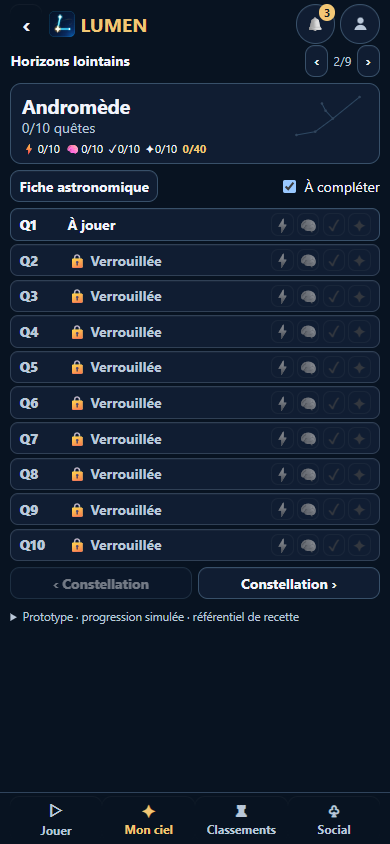 ‹ LUMEN 3
Horizons lointains ‹ 2/9 ›
Andromède
0/10 quêtes
0/10 0/10 ✓0/10 ✦0/10 0/40
Fiche astronomique À compléter
Q1 À jouer
Q2 Verrouillée
Q3 Verrouillée
Q4 Verrouillée
Q5 Verrouillée
Q6 Verrouillée
Q7 Verrouillée
Q8 Verrouillée
Q9 Verrouillée
Q10 Verrouillée
‹ Constellation Constellation ›
Prototype · progression simulée · référentiel de recette
Jouer Mon ciel Classements Social